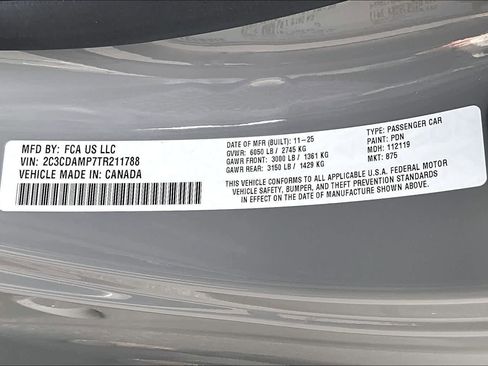 MFD BY: FCA US LLC
VIN: 2C3CDAMP7TR211788
VEHICLE MADE IN: CANADA
DATE OF MFR (BUILT): 11-25
GVWR: 6050 LB / 2745 KG
GAWR FRONT: 3000 LB / 1361 KG
GAWR REAR: 3150 LB / 1429 KG
TYPE: PASSENGER CAR
PAINT: PDN
MDH: 112119
MKT: 875
THIS VEHICLE CONFORMS TO ALL APPLICABLE U.S.A. FEDERAL MOTOR
VEHICLE SAFETY, BUMPER, AND THEFT PREVENTION STANDARDS
IN EFFECT ON THE DATE OF MANUFACTURE SHOWN ABOVE.